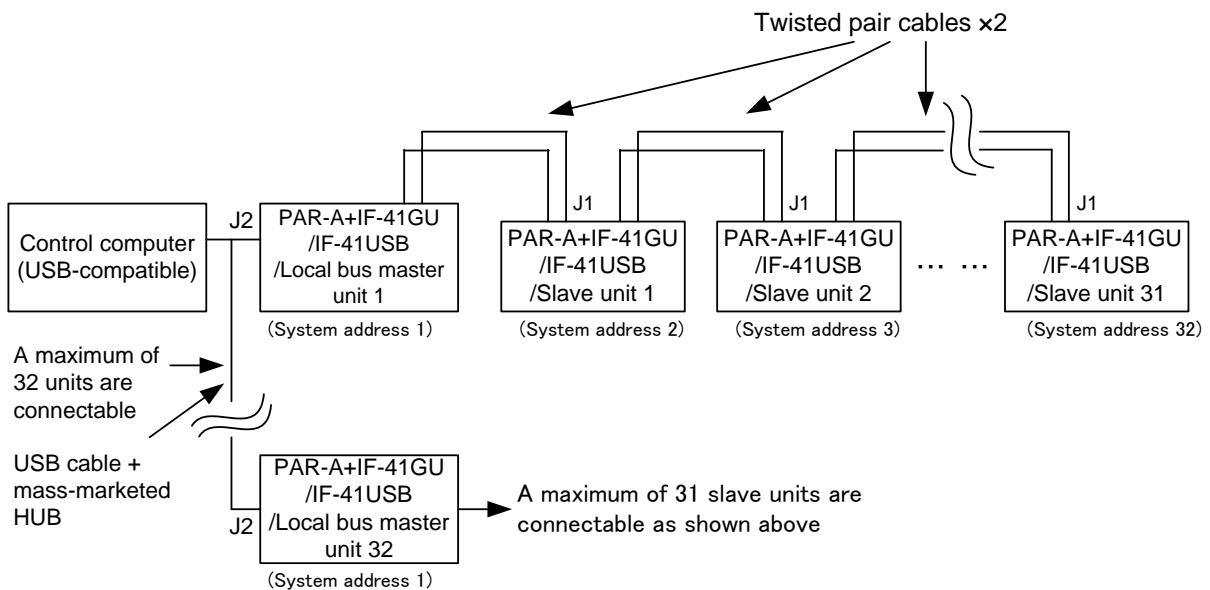 Twisted pair cables ×2
Control computer
(USB-compatible)
J2
PAR-A+IF-41GU
/IF-41USB
/Local bus master
unit 1
(System address 1)
J1
PAR-A+IF-41GU
/IF-41USB
/Slave unit 1
(System address 2)
J1
PAR-A+IF-41GU
/IF-41USB
/Slave unit 2
(System address 3)
... ...
J1
PAR-A+IF-41GU
/IF-41USB
/Slave unit 31
(System address 32)
A maximum of
32 units are
connectable
USB cable +
mass-marketed
HUB
J2
PAR-A+IF-41GU
/IF-41USB
/Local bus master
unit 32
(System address 1)
A maximum of 31 slave units are
connectable as shown above